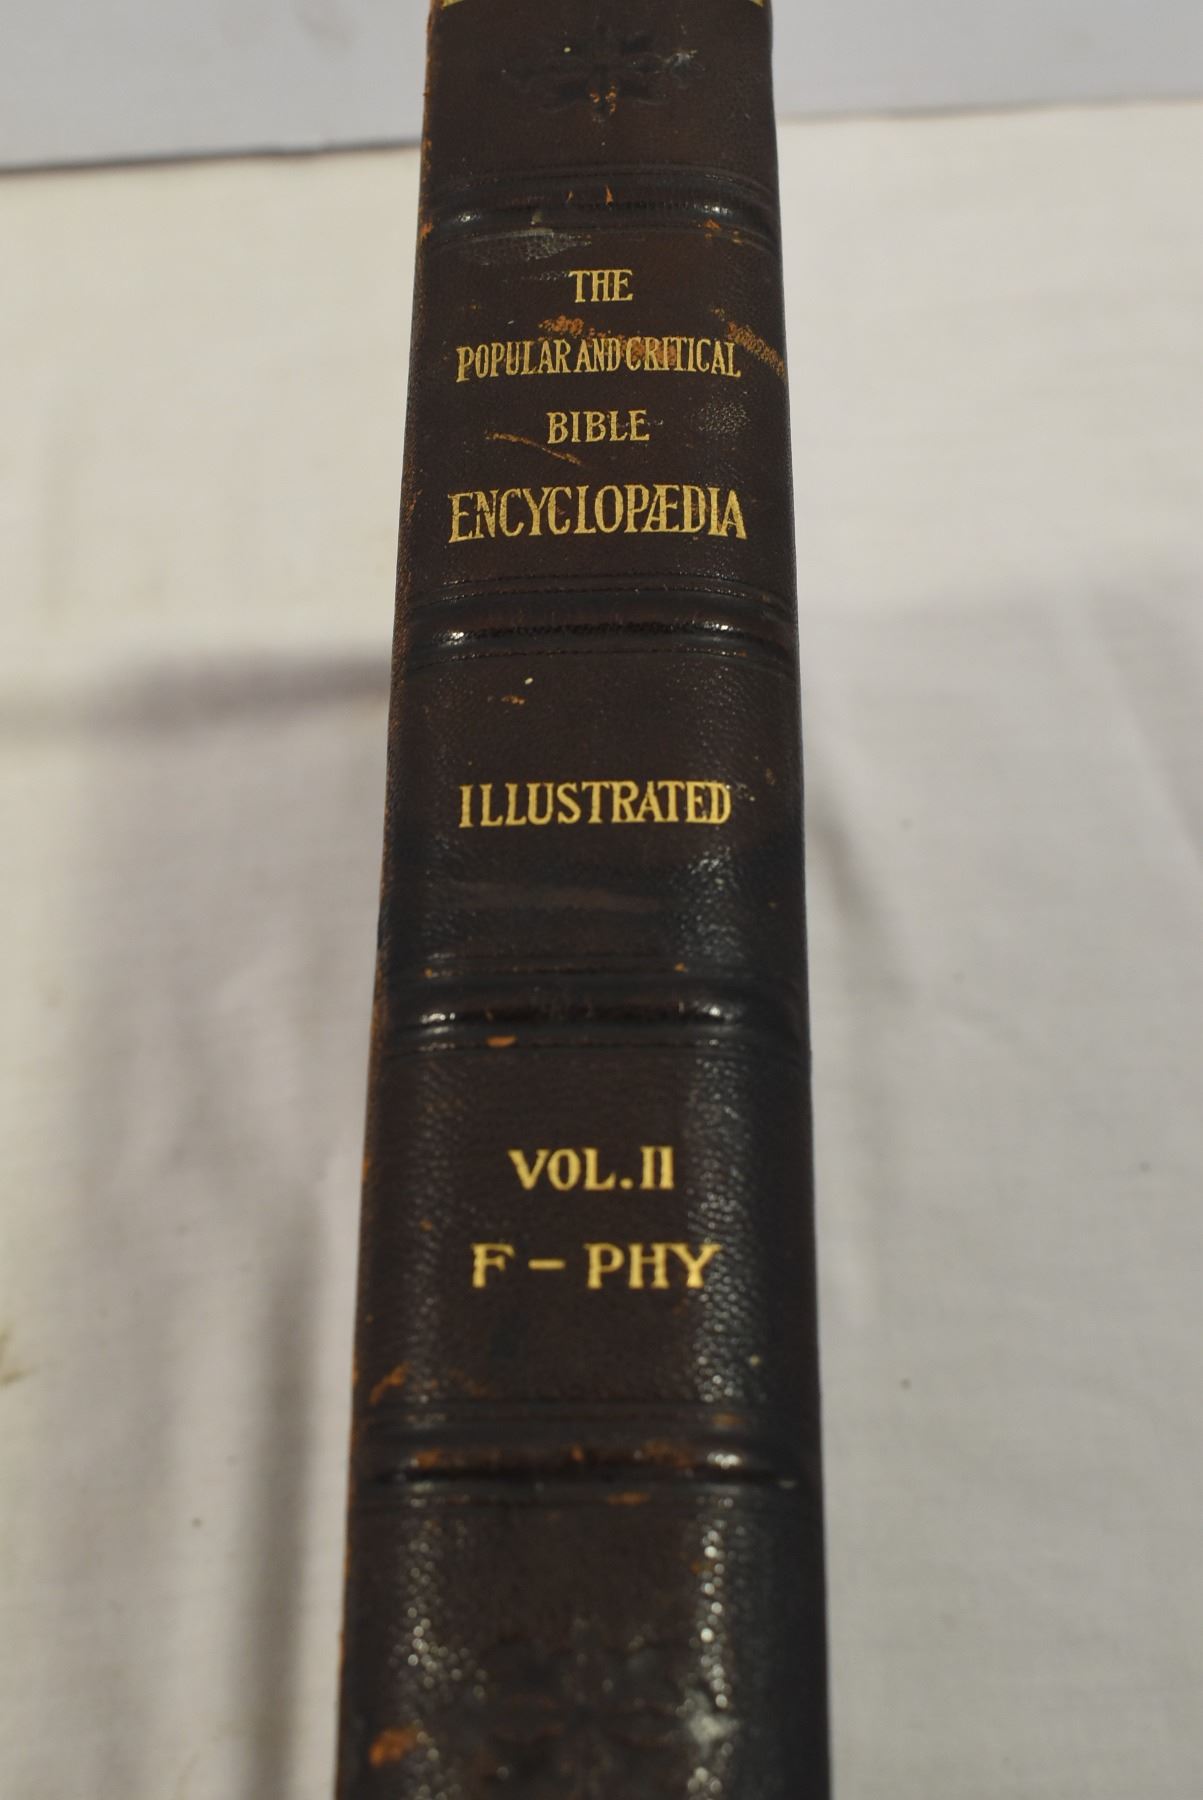 THE
POPULAR AND CRITICAL
BIBLE
ENCYCLOPÆDIA
ILLUSTRATED
VOL. II
F – PHY